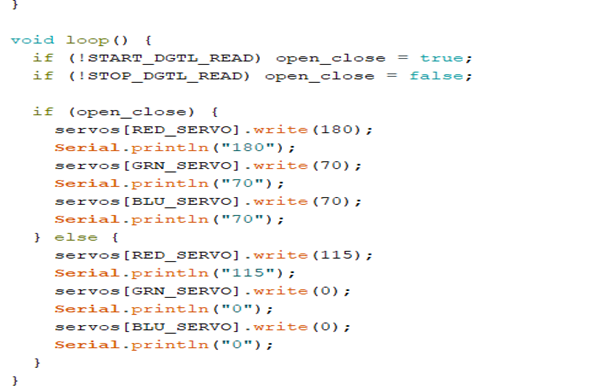 }
void loop() {
  if (!START_DGTL_READ) open_close = true;
  if (!STOP_DGTL_READ) open_close = false;

  if (open_close) {
    servos[RED_SERVO].write(180);
    Serial.println("180");
    servos[GRN_SERVO].write(70);
    Serial.println("70");
    servos[BLU_SERVO].write(70);
    Serial.println("70");
  } else {
    servos[RED_SERVO].write(115);
    Serial.println("115");
    servos[GRN_SERVO].write(0);
    Serial.println("0");
    servos[BLU_SERVO].write(0);
    Serial.println("0");
  }
}